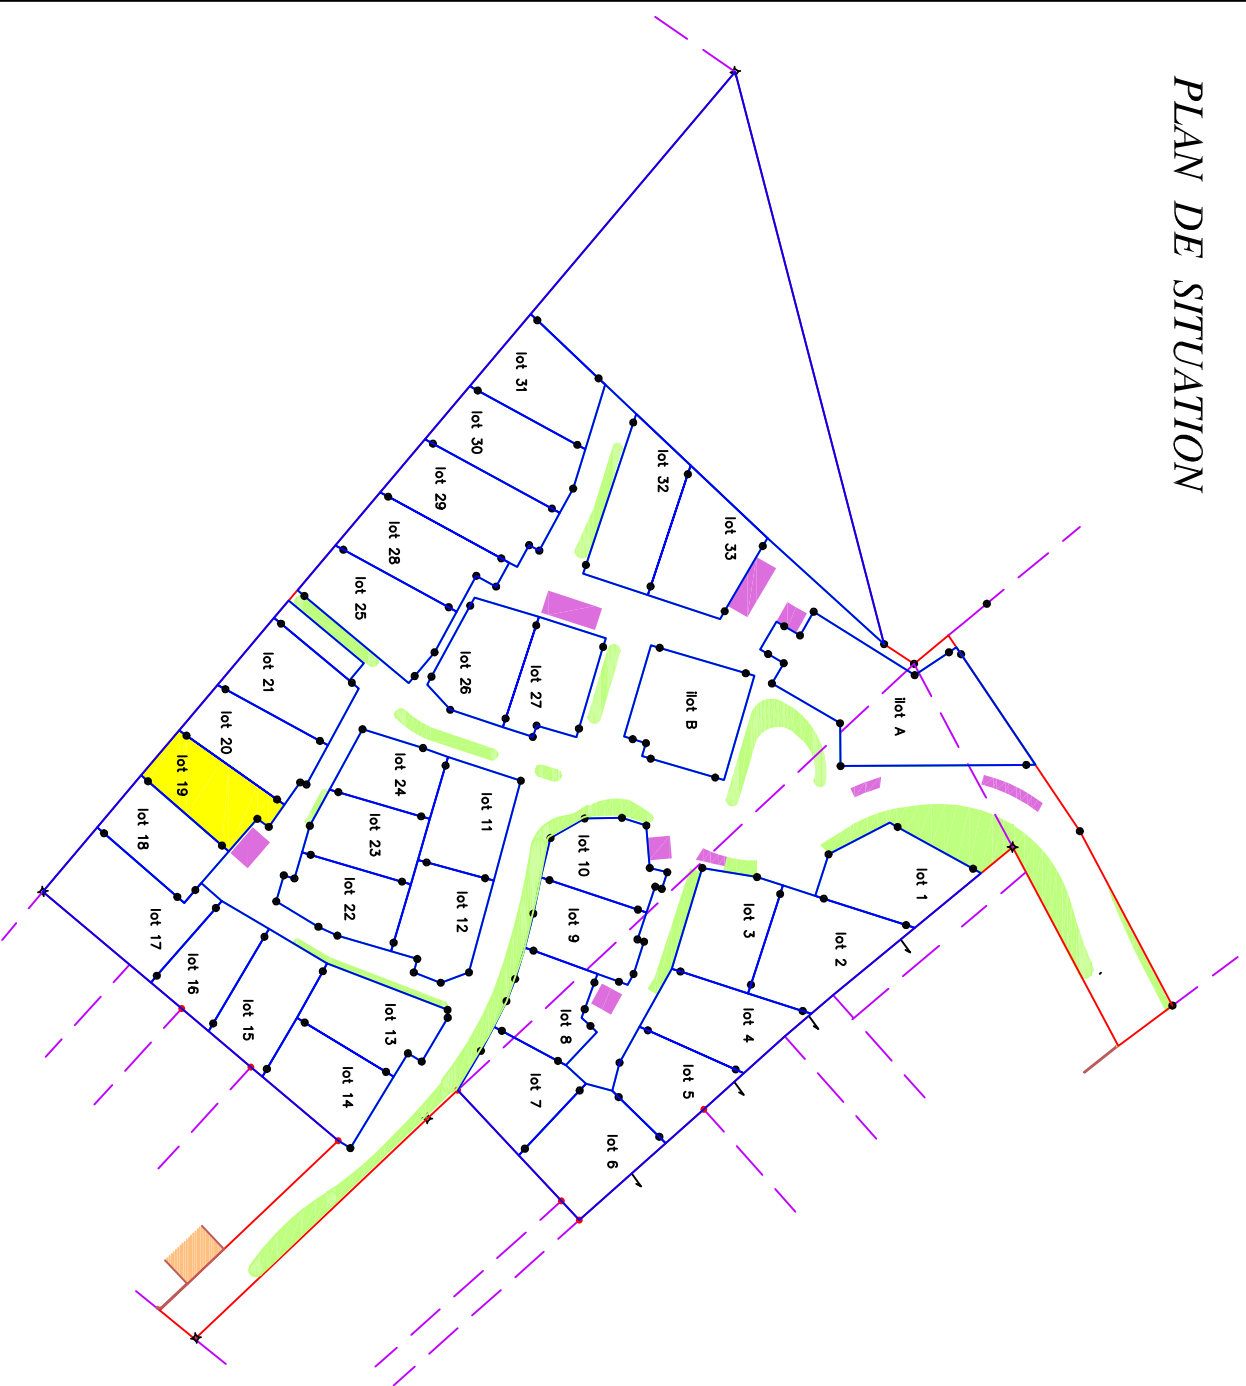 PLAN DE SITUATION
lot 31
lot 30
lot 29
lot 28
lot 25
lot 32
lot 33
lot 21
lot 20
lot 19
lot 18
lot 17
lot 16
lot 15
lot 14
lot 13
lot 26
lot 27
ilot B
ilot A
lot 24
lot 23
lot 22
lot 11
lot 12
lot 10
lot 9
lot 8
lot 7
lot 6
lot 5
lot 4
lot 3
lot 2
lot 1